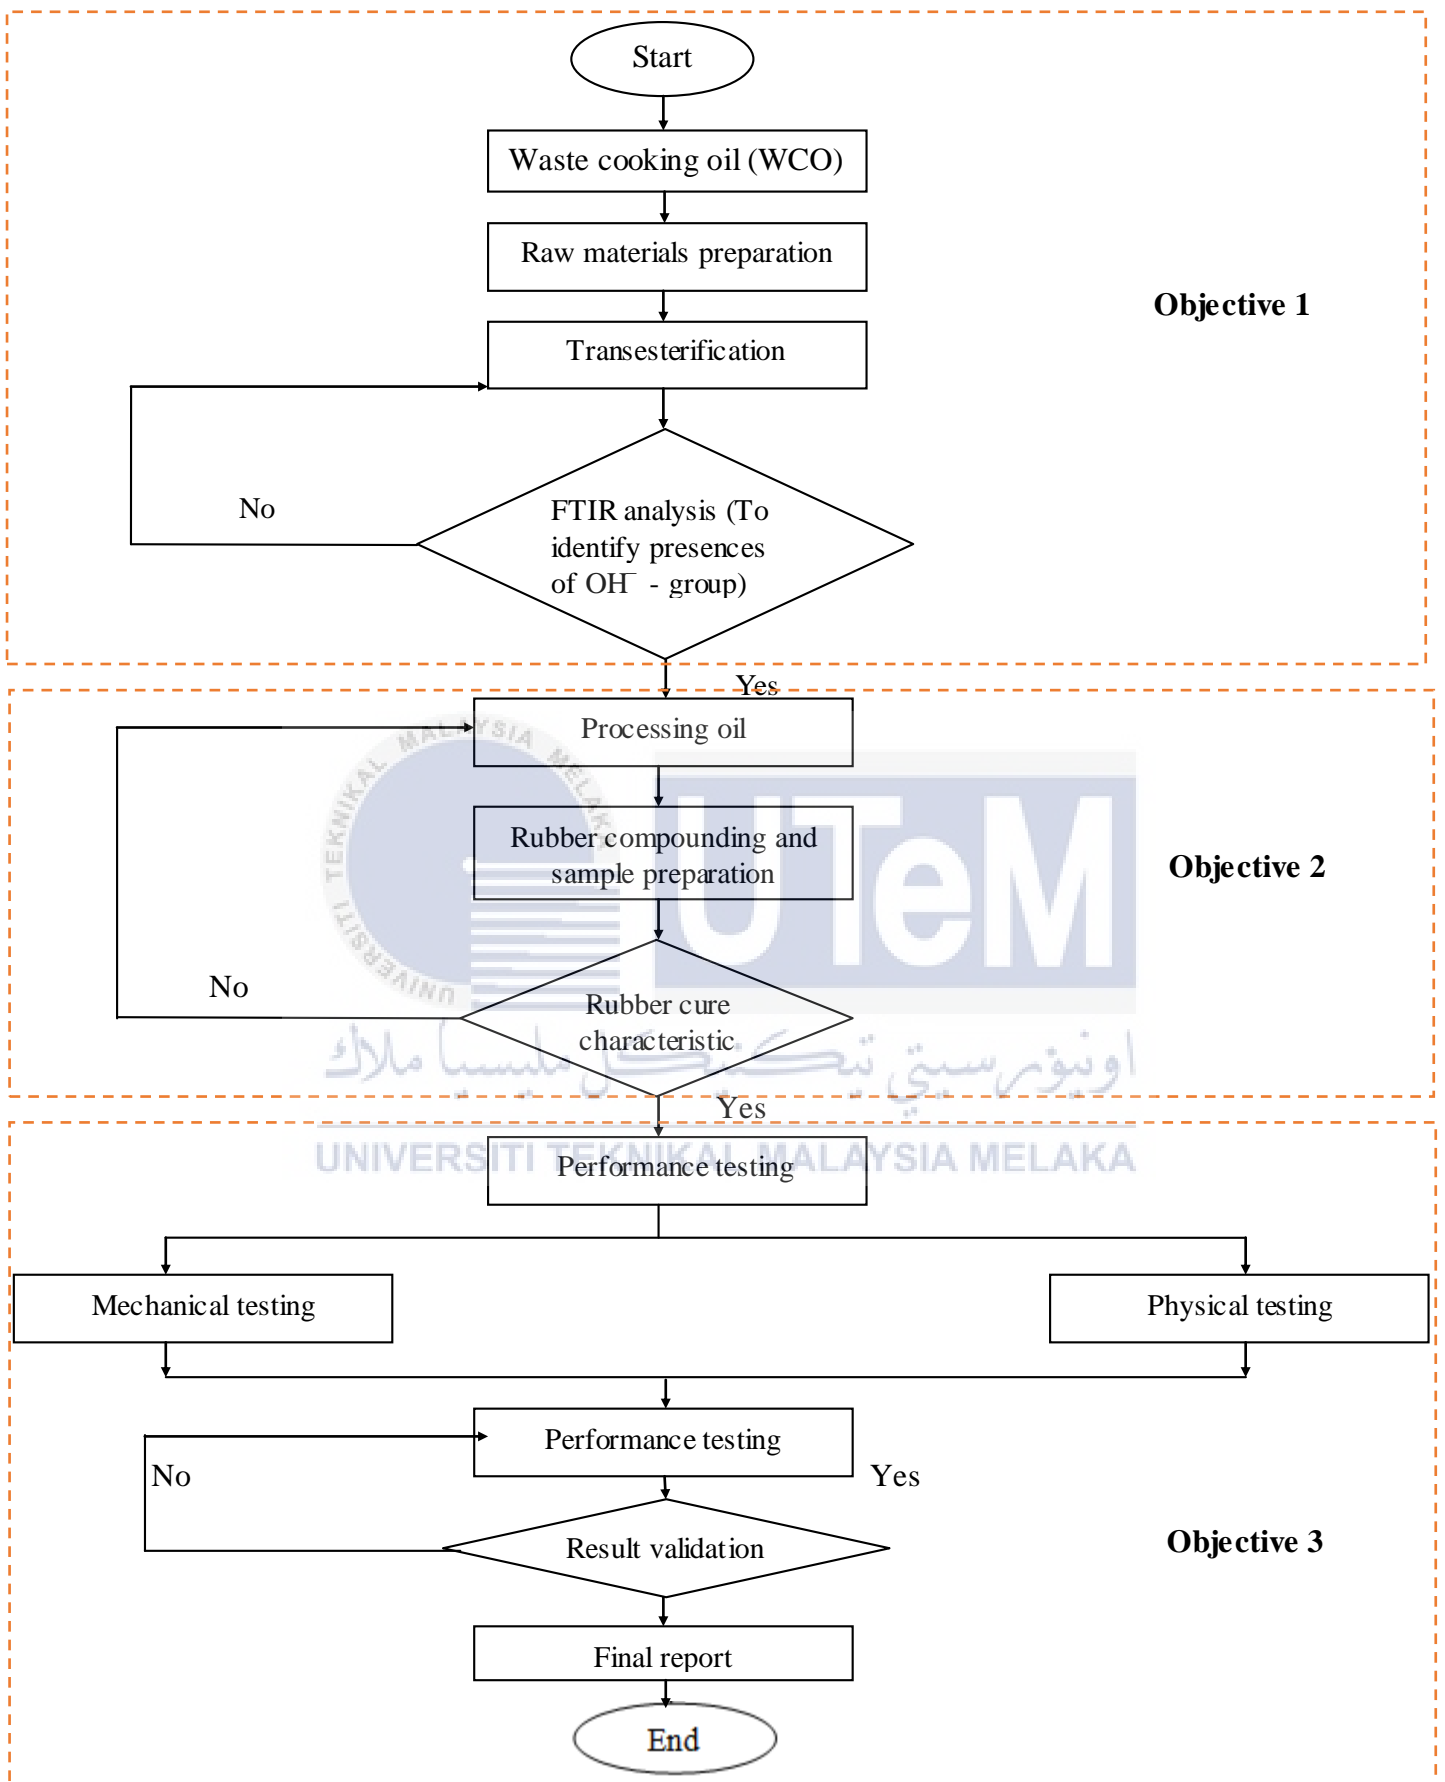 Start
Waste cooking oil (WCO)
Raw materials preparation
Objective 1
Transesterification
No
FTIR analysis (To
identify presences
of OH⁻ - group)
Yes
Processing oil
UNIVERSITI TEKNIKAL MALAYSIA MELAKA
UTeM
Rubber compounding and
sample preparation
Objective 2
No
Rubber cure
characteristic
اونيۏرسيتي تيكنيكل مليسيا ملاك
Yes
UNIVERSITI TEKNIKAL MALAYSIA MELAKA
Performance testing
Mechanical testing
Physical testing
Performance testing
No
Yes
Result validation
Objective 3
Final report
End